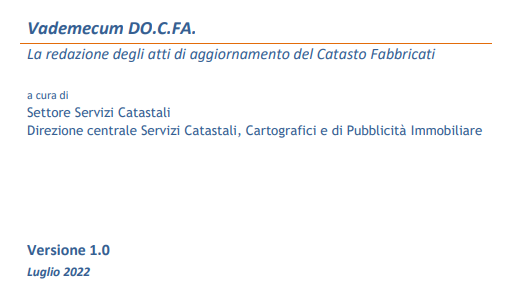 Vademecum DO.C.FA.
La redazione degli atti di aggiornamento del Catasto Fabbricati
a cura di
Settore Servizi Catastali
Direzione centrale Servizi Catastali, Cartografici e di Pubblicità Immobiliare
Versione 1.0
Luglio 2022